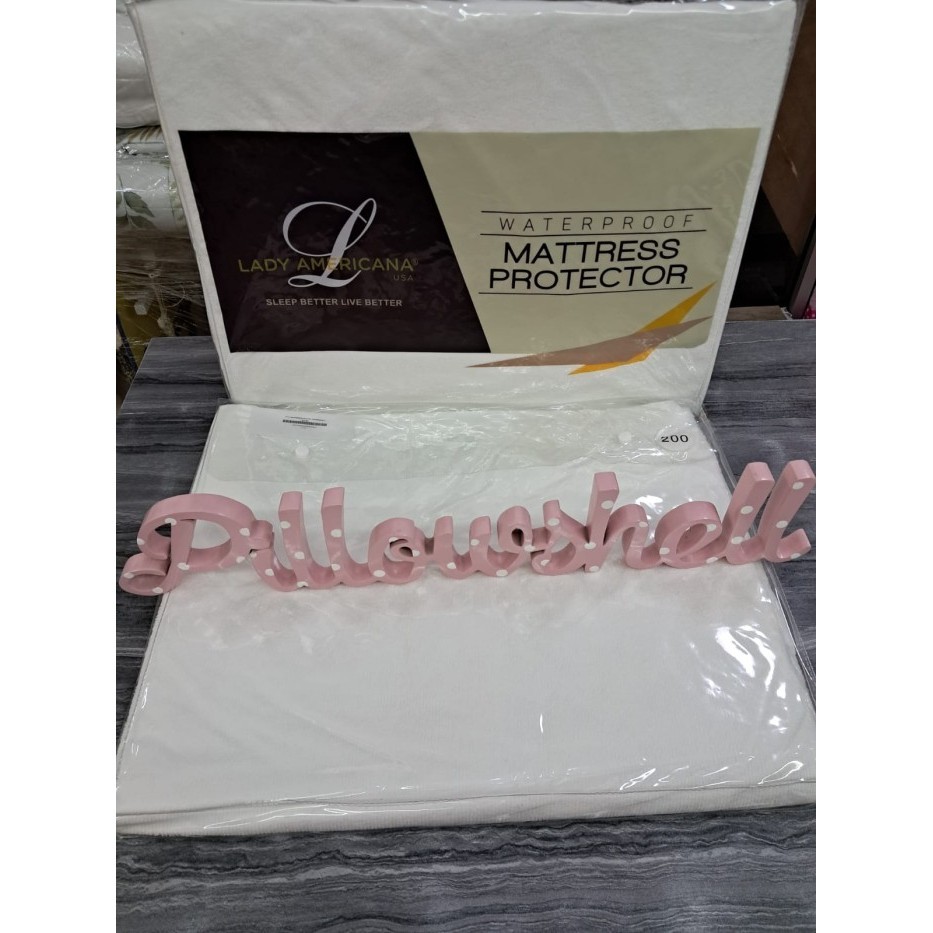 L
LADY AMERICANA®
USA
SLEEP BETTER LIVE BETTER
WATERPROOF
MATTRESS
PROTECTOR
200
Pillowshell